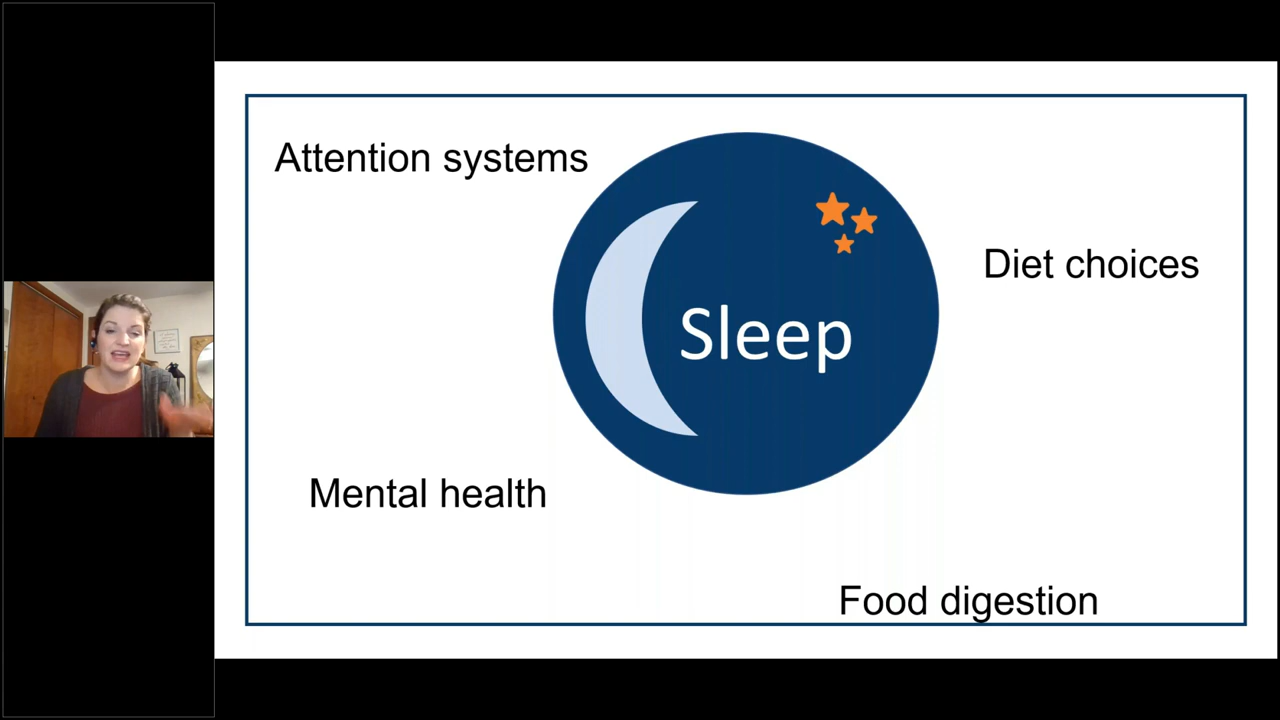 Attention systems
Diet choices
Sleep
Mental health
Food digestion